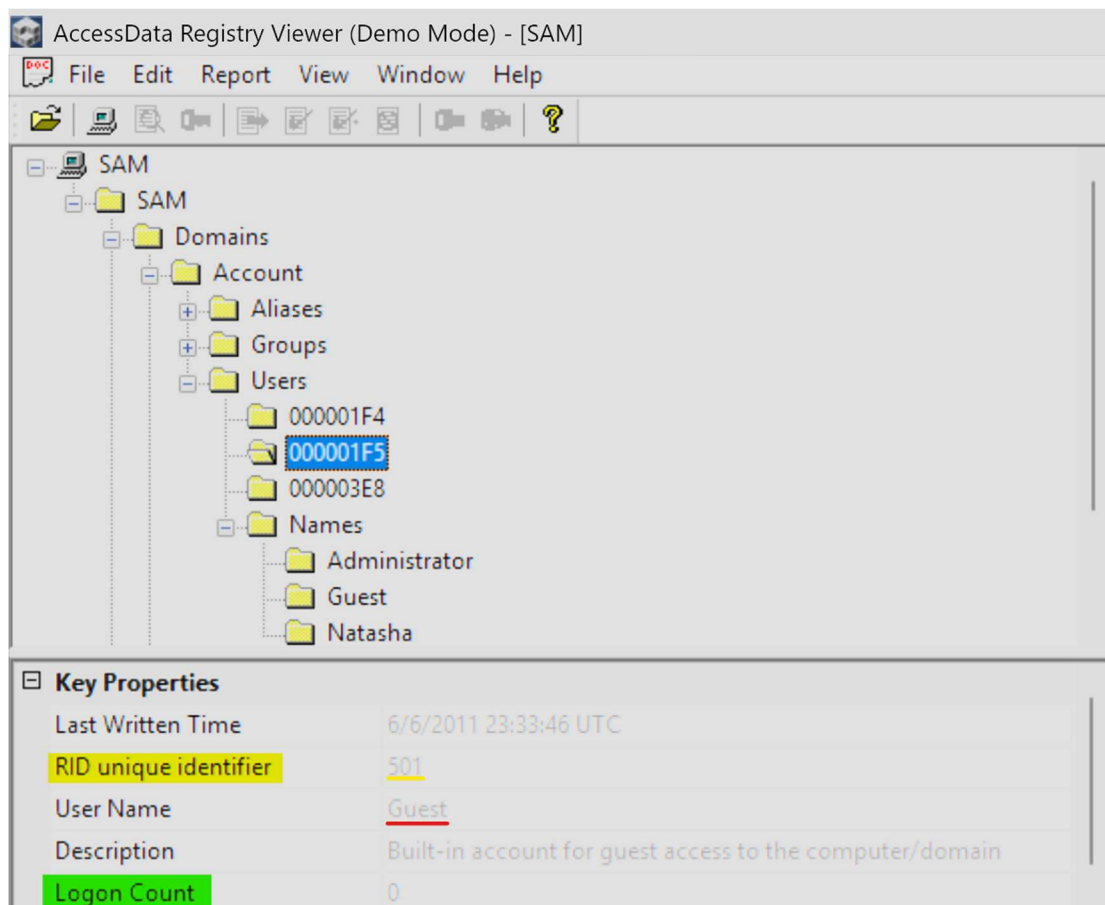 AccessData Registry Viewer (Demo Mode) - [SAM]
DOC File Edit Report View Window Help
SAM
SAM
Domains
Account
Aliases
Groups
Users
000001F4
000001F5
000003E8
Names
Administrator
Guest
Natasha
Key Properties
Last Written Time 6/6/2011 23:33:46 UTC
RID unique identifier 501
User Name Guest
Description Built-in account for guest access to the computer/domain
Logon Count 0